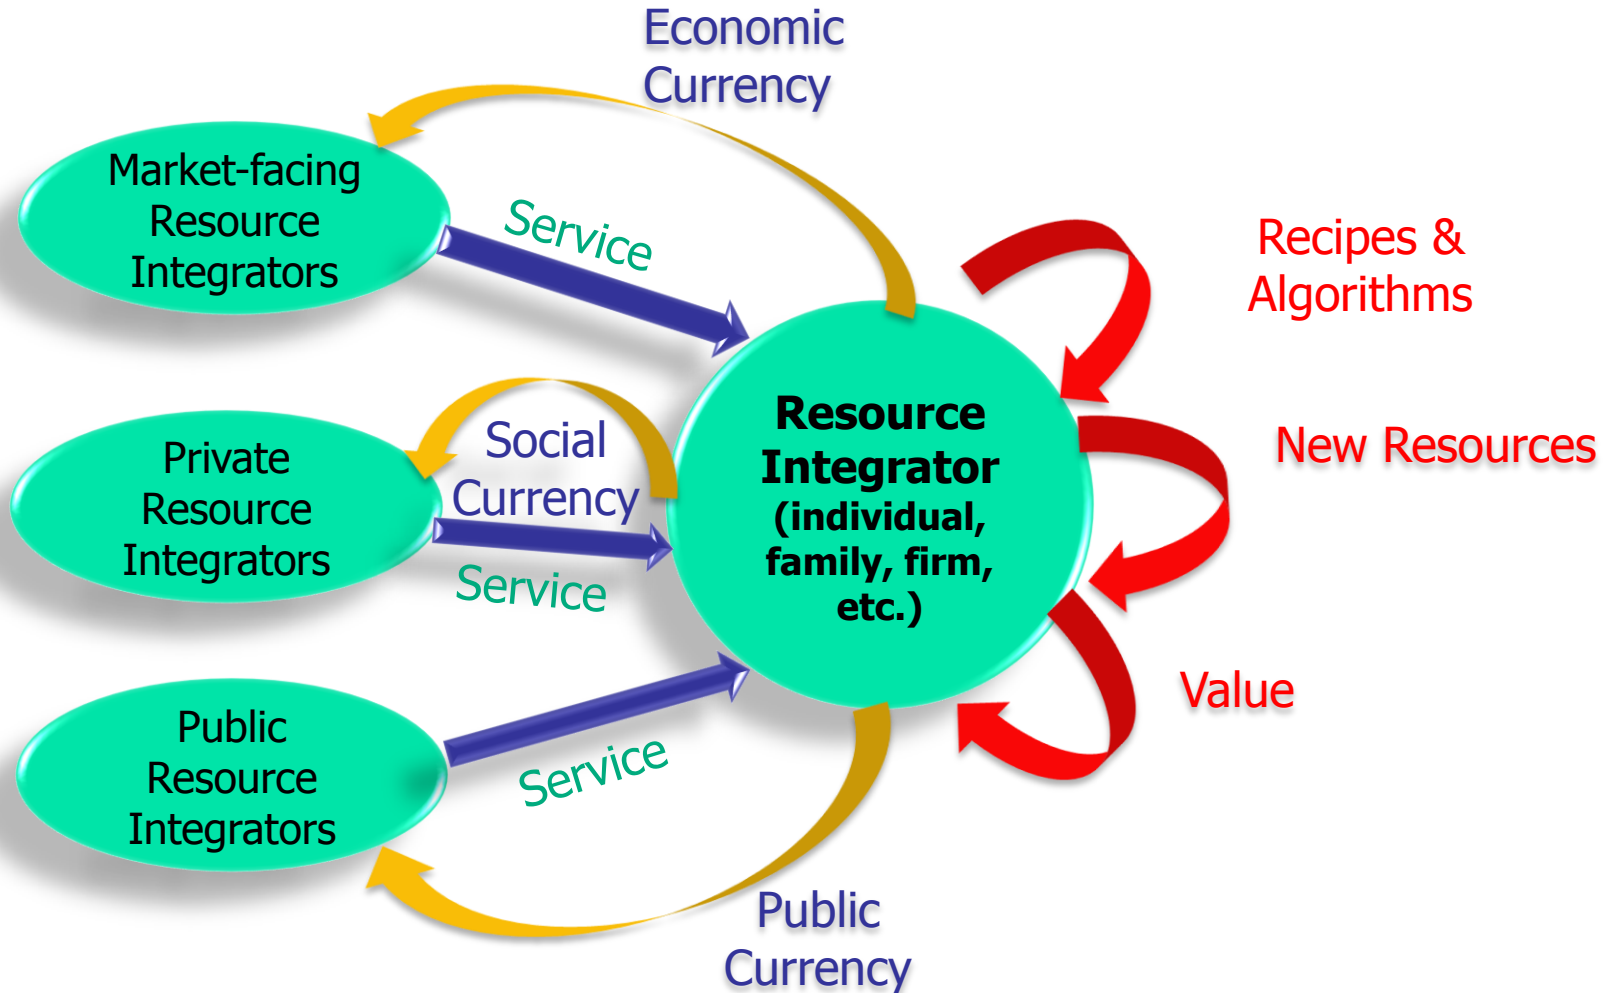 Economic
Currency
Market-facing
Resource
Integrators
Service
Recipes &
Algorithms
Resource
Integrator
(individual,
family, firm,
etc.)
New Resources
Social
Currency
Private
Resource
Integrators
Service
Value
Public
Resource
Integrators
Service
Public
Currency